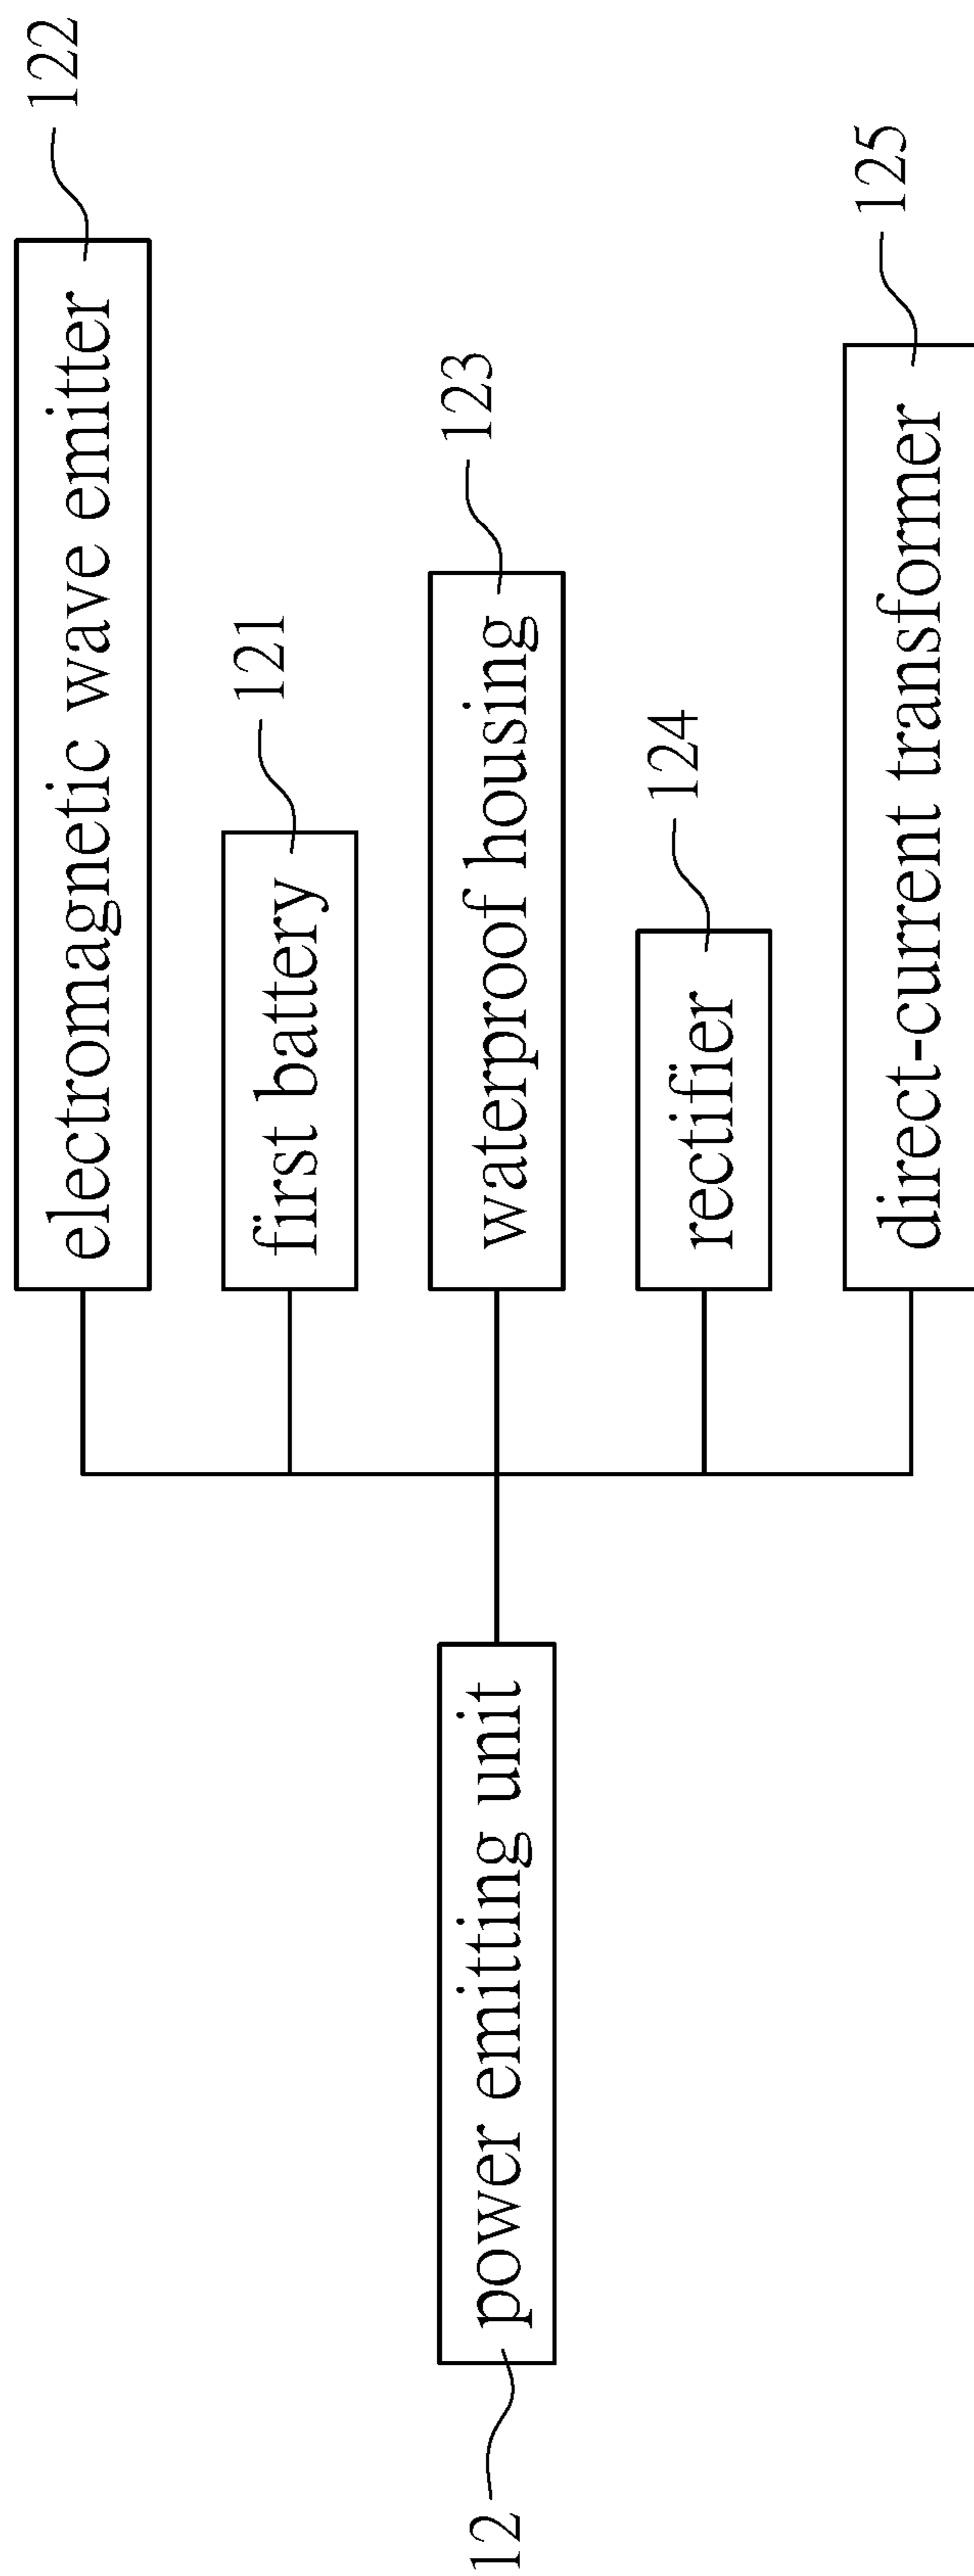 electromagnetic wave emitter
122
first battery
121
power emitting unit
12
waterproof housing
123
rectifier
124
direct-current transformer
125